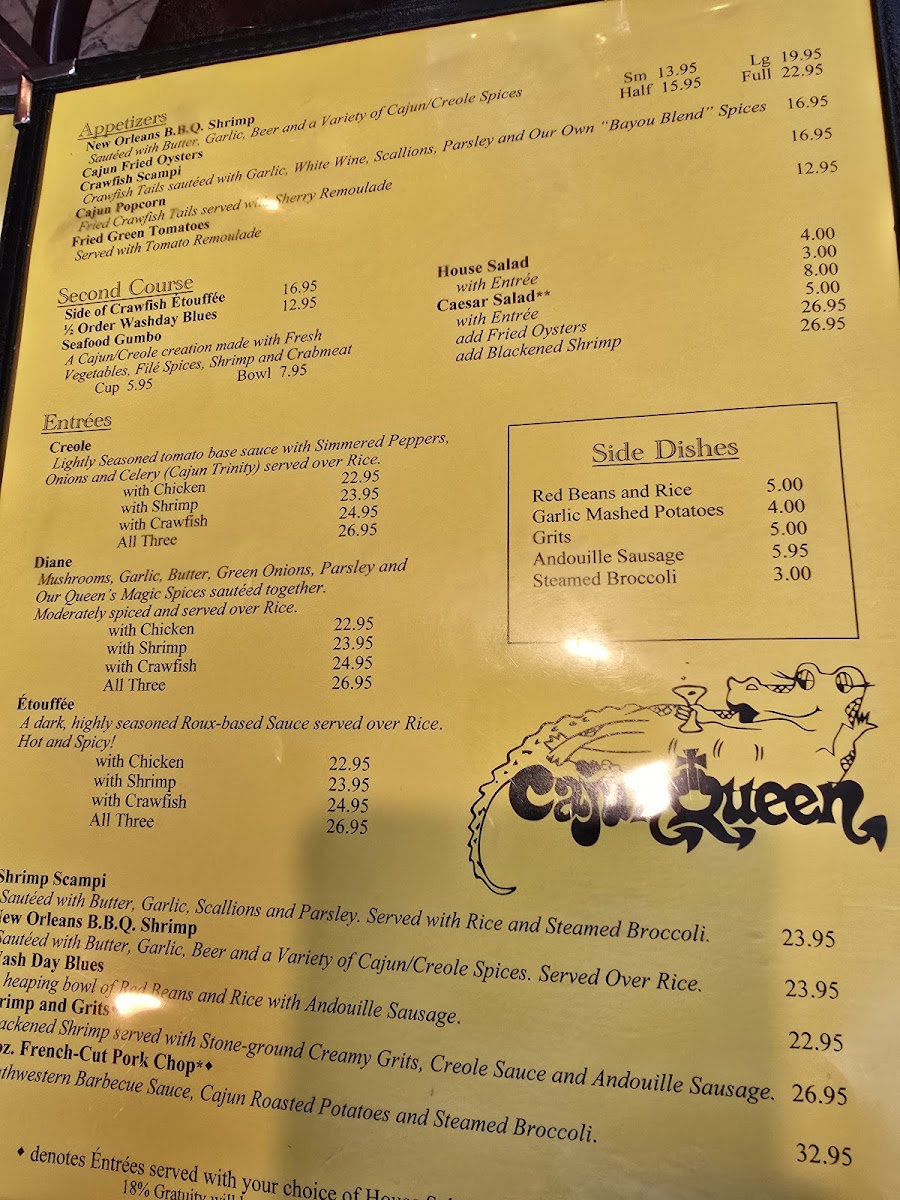 Appetizers
New Orleans B.B.Q. Shrimp Sm 13.95 Lg 19.95
Sautéed with Butter, Garlic, Beer and a Variety of Cajun/Creole Spices
Cajun Fried Oysters Half 15.95 Full 22.95
Crawfish Scampi 16.95
Crawfish Tails sautéed with Garlic, White Wine, Scallions, Parsley and Our Own "Bayou Blend" Spices
Cajun Popcorn 16.95
Fried Crawfish Tails served with Sherry Remoulade
Fried Green Tomatoes 12.95
Served with Tomato Remoulade
Second Course
Side of Crawfish Étouffée 16.95
½ Order Washday Blues 12.95
Seafood Gumbo
A Cajun/Creole creation made with Fresh
Vegetables, Filé Spices, Shrimp and Crabmeat
Cup 5.95 Bowl 7.95
House Salad 4.00
with Entrée 3.00
Caesar Salad** 8.00
with Entrée 5.00
add Fried Oysters 26.95
add Blackened Shrimp 26.95
Entrées
Creole
Lightly Seasoned tomato base sauce with Simmered Peppers,
Onions and Celery (Cajun Trinity) served over Rice.
with Chicken 22.95
with Shrimp 23.95
with Crawfish 24.95
All Three 26.95
Diane
Mushrooms, Garlic, Butter, Green Onions, Parsley and
Our Queen's Magic Spices sautéed together.
Moderately spiced and served over Rice.
with Chicken 22.95
with Shrimp 23.95
with Crawfish 24.95
All Three 26.95
Étouffée
A dark, highly seasoned Roux-based Sauce served over Rice.
Hot and Spicy!
with Chicken 22.95
with Shrimp 23.95
with Crawfish 24.95
All Three 26.95
Side Dishes
Red Beans and Rice 5.00
Garlic Mashed Potatoes 4.00
Grits 5.00
Andouille Sausage 5.95
Steamed Broccoli 3.00
Cajun Queen
Shrimp Scampi 23.95
Sautéed with Butter, Garlic, Scallions and Parsley. Served with Rice and Steamed Broccoli.
New Orleans B.B.Q. Shrimp 23.95
Sautéed with Butter, Garlic, Beer and a Variety of Cajun/Creole Spices. Served Over Rice.
Wash Day Blues 22.95
heaping bowl of Red Beans and Rice with Andouille Sausage.
Shrimp and Grits 26.95
Blackened Shrimp served with Stone-ground Creamy Grits, Creole Sauce and Andouille Sausage.
oz. French-Cut Pork Chop*♦ 32.95
Barbecue Sauce, Cajun Roasted Potatoes and Steamed Broccoli.
♦ denotes Éntrées served with your choice of House
18% Gratuity